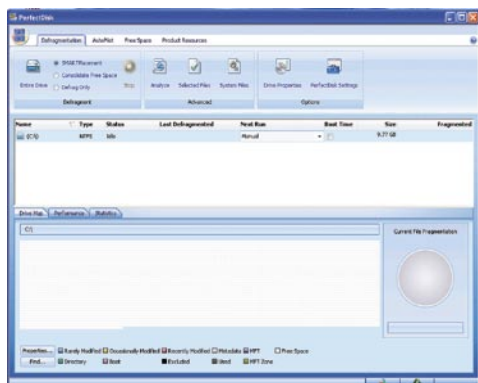 PerfectDisk
Defragmentation AutoPilot Free Space Product Resources
SMARTPlacement
Consolidate Free Space
Defrag Only
Entire Drive Stop Analyze Selected Files System Files Drive Properties PerfectDisk Settings
Defragment Advanced Options
Name Type Status Last Defragmented Next Run Boot Time Size Fragmented
(C:\) NTFS Idle Manual 9.77 GB
Drive Map Performance Statistics
C:\
Current File Fragmentation
Properties... Rarely Modified Occasionally Modified Recently Modified Metadata MFT Free Space
Find... Directory Boot Excluded MFT Zone